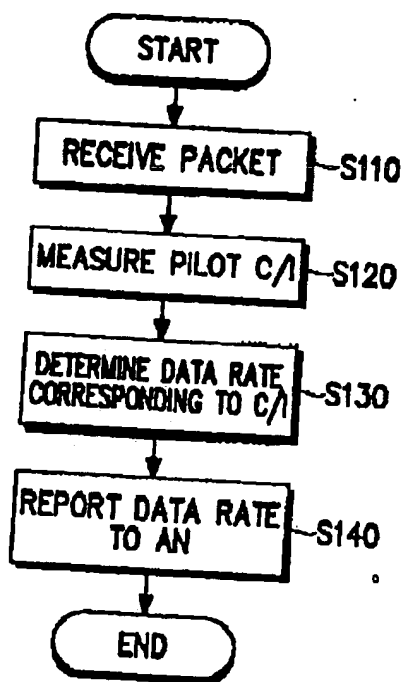 START
RECEIVE PACKET
S110
MEASURE PILOT C/I
S120
DETERMINE DATA RATE
CORRESPONDING TO C/I
S130
REPORT DATA RATE
TO AN
S140
END